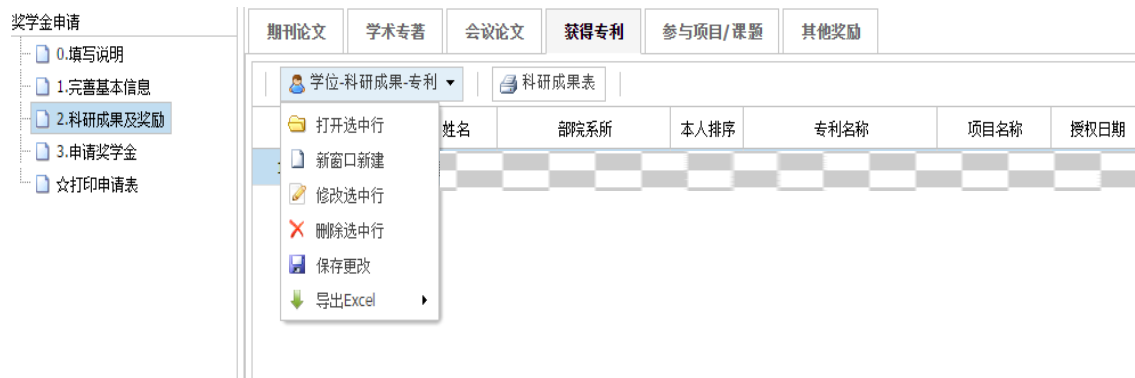 奖学金申请
0.填写说明
1.完善基本信息
2.科研成果及奖励
3.申请奖学金
☆打印申请表
期刊论文 学术专著 会议论文 获得专利 参与项目/课题 其他奖励
学位-科研成果-专利 科研成果表
姓名 部院系所 本人排序 专利名称 项目名称 授权日期
打开选中行
新窗口新建
修改选中行
删除选中行
保存更改
导出Excel